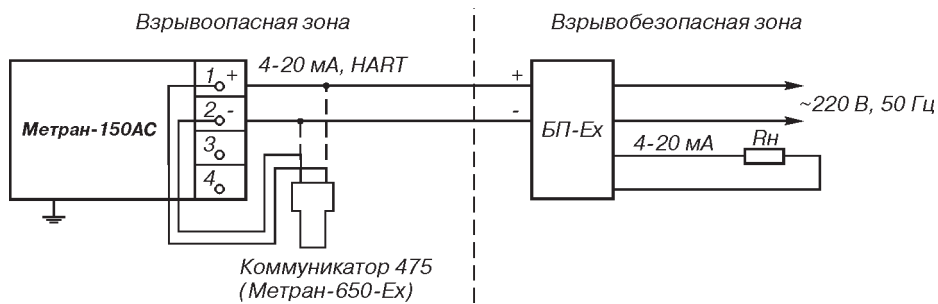 Взрывоопасная зона
Взрывобезопасная зона
1 +
4-20 мА, HART
+
2 -
-
~220 В, 50 Гц
Метран-150АС
БП-Ех
3
4-20 мА
Rн
4
Коммуникатор 475
(Метран-650-Ех)